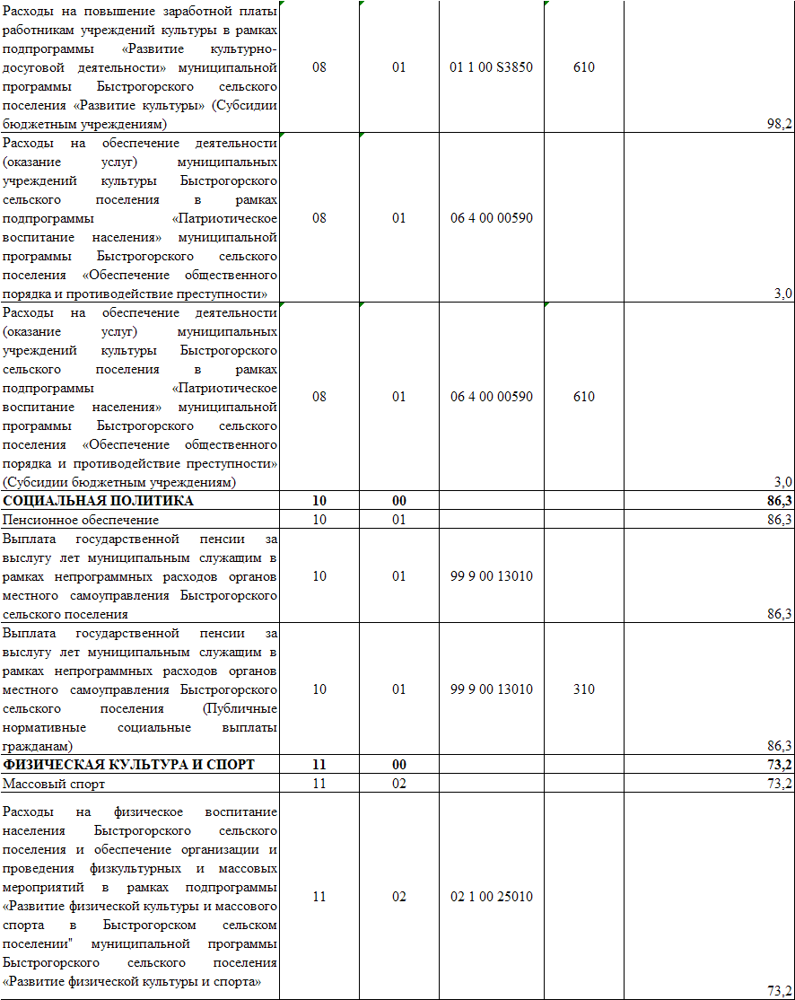 Расходы на повышение заработной платы
работникам учреждений культуры в рамках
подпрограммы «Развитие культурно-
досуговой деятельности» муниципальной
программы Быстрогорского сельского
поселения «Развитие культуры» (Субсидии
бюджетным учреждениям)
08 01 01 1 00 S3850 610 98,2
Расходы на обеспечение деятельности
(оказание услуг) муниципальных
учреждений культуры Быстрогорского
сельского поселения в рамках
подпрограммы «Патриотическое
воспитание населения» муниципальной
программы Быстрогорского сельского
поселения «Обеспечение общественного
порядка и противодействие преступности»
08 01 06 4 00 00590 3,0
Расходы на обеспечение деятельности
(оказание услуг) муниципальных
учреждений культуры Быстрогорского
сельского поселения в рамках
подпрограммы «Патриотическое
воспитание населения» муниципальной
программы Быстрогорского сельского
поселения «Обеспечение общественного
порядка и противодействие преступности»
(Субсидии бюджетным учреждениям)
08 01 06 4 00 00590 610 3,0
СОЦИАЛЬНАЯ ПОЛИТИКА 10 00 86,3
Пенсионное обеспечение 10 01 86,3
Выплата государственной пенсии за
выслугу лет муниципальным служащим в
рамках непрограммных расходов органов
местного самоуправления Быстрогорского
сельского поселения
10 01 99 9 00 13010 86,3
Выплата государственной пенсии за
выслугу лет муниципальным служащим в
рамках непрограммных расходов органов
местного самоуправления Быстрогорского
сельского поселения (Публичные
нормативные социальные выплаты
гражданам)
10 01 99 9 00 13010 310 86,3
ФИЗИЧЕСКАЯ КУЛЬТУРА И СПОРТ 11 00 73,2
Массовый спорт 11 02 73,2
Расходы на физическое воспитание
населения Быстрогорского сельского
поселения и обеспечение организации и
проведения физкультурных и массовых
мероприятий в рамках подпрограммы
«Развитие физической культуры и массового
спорта в Быстрогорском сельском
поселении" муниципальной программы
Быстрогорского сельского поселения
«Развитие физической культуры и спорта»
11 02 02 1 00 25010 73,2